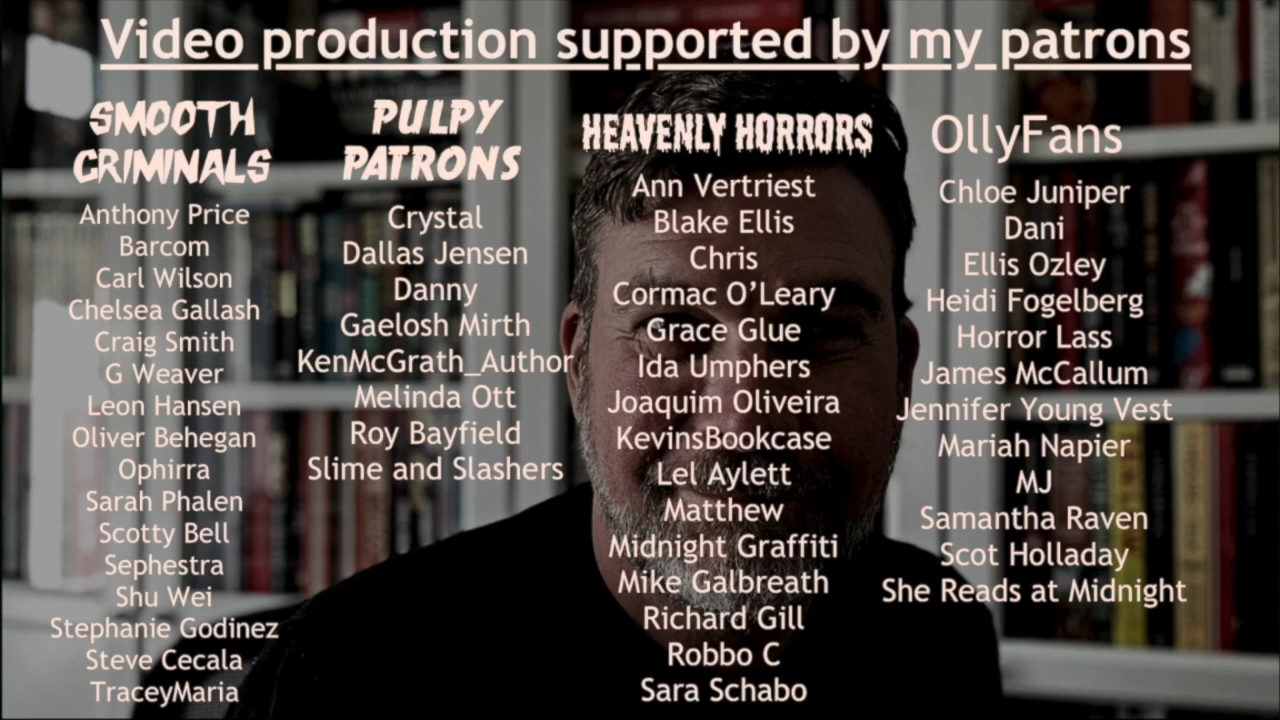 Video production supported by my patrons
SMOOTH
CRIMINALS
Anthony Price
Barcom
Carl Wilson
Chelsea Gallash
Craig Smith
G Weaver
Leon Hansen
Oliver Behegan
Ophirra
Sarah Phalen
Scotty Bell
Sephestra
Shu Wei
Stephanie Godinez
Steve Cecala
TraceyMaria
PULPY
PATRONS
Crystal
Dallas Jensen
Danny
Gaelosh Mirth
KenMcGrath_Author
Melinda Ott
Roy Bayfield
Slime and Slashers
HEAVENLY HORRORS
Ann Vertriest
Blake Ellis
Chris
Cormac O’Leary
Grace Glue
Ida Umphers
Joaquim Oliveira
KevinsBookcase
Lel Aylett
Matthew
Midnight Graffiti
Mike Galbreath
Richard Gill
Robbo C
Sara Schabo
OllyFans
Chloe Juniper
Dani
Ellis Ozley
Heidi Fogelberg
Horror Lass
James McCallum
Jennifer Young Vest
Mariah Napier
MJ
Samantha Raven
Scot Holladay
She Reads at Midnight